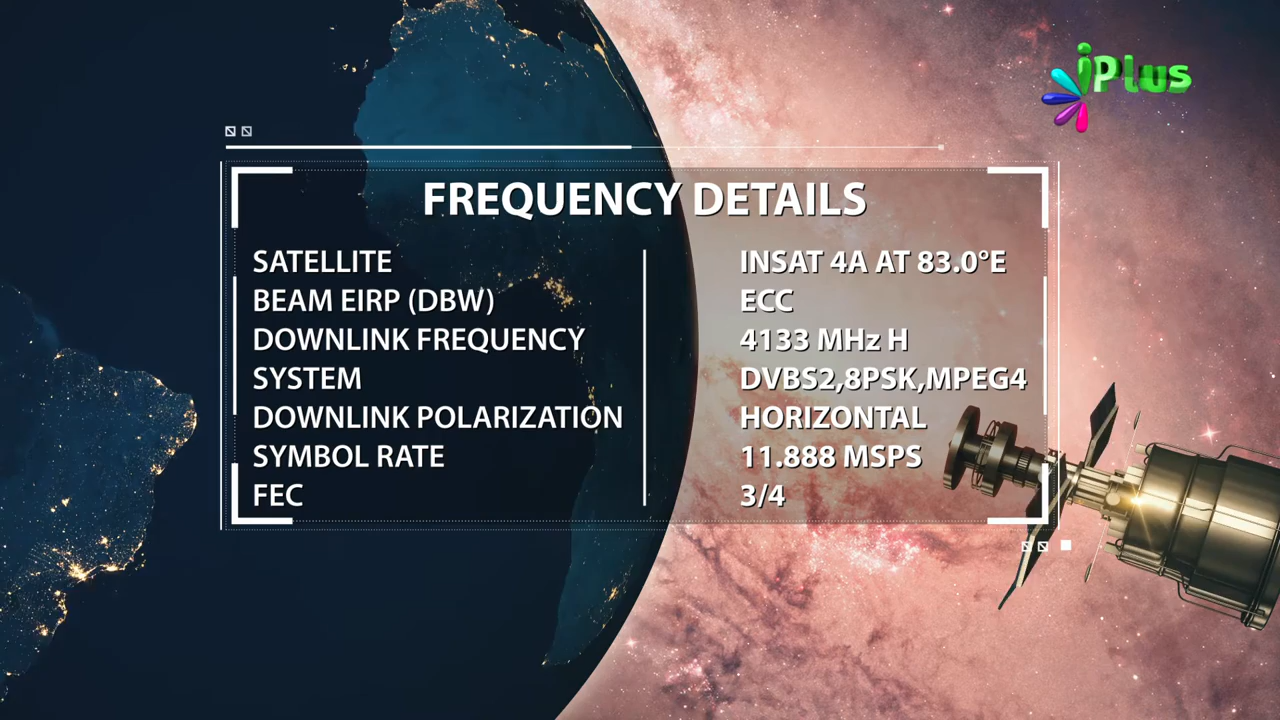 iPlus
FREQUENCY DETAILS
SATELLITE INSAT 4A AT 83.0°E
BEAM EIRP (DBW) ECC
DOWNLINK FREQUENCY 4133 MHz H
SYSTEM DVBS2,8PSK,MPEG4
DOWNLINK POLARIZATION HORIZONTAL
SYMBOL RATE 11.888 MSPS
FEC 3/4